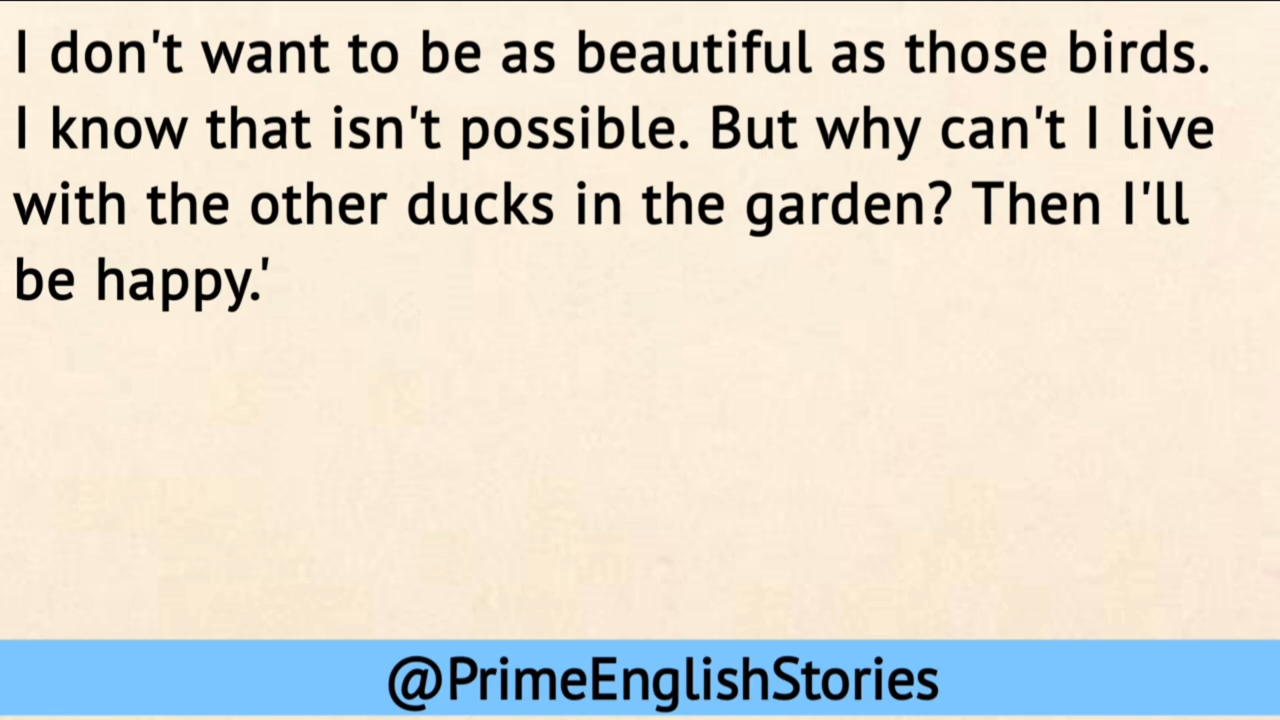 I don't want to be as beautiful as those birds.
I know that isn't possible. But why can't I live
with the other ducks in the garden? Then I'll
be happy.'
@PrimeEnglishStories